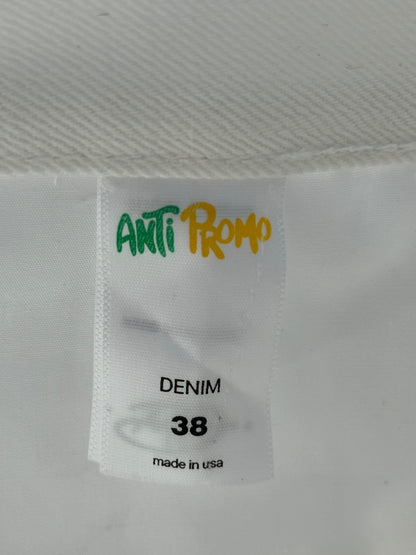 ANTi PROMO
DENIM
38
made in usa